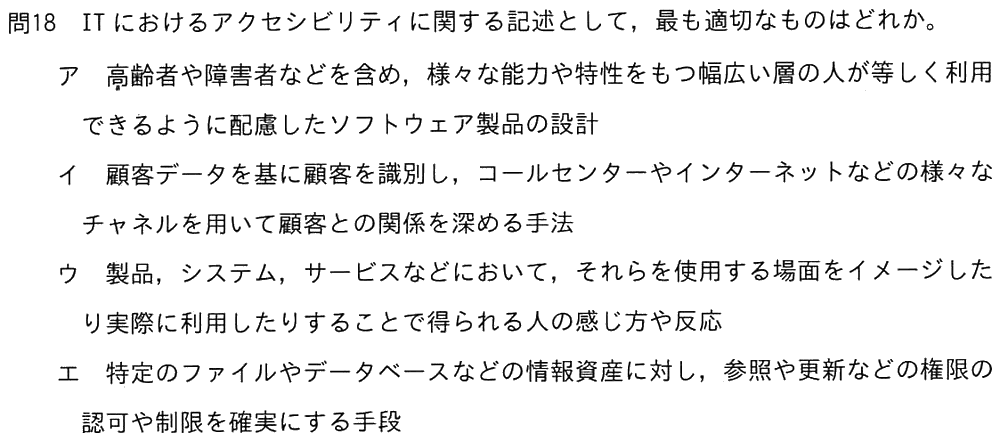 問18 ITにおけるアクセシビリティに関する記述として，最も適切なものはどれか。
ア 高齢者や障害者などを含め，様々な能力や特性をもつ幅広い層の人が等しく利用
できるように配慮したソフトウェア製品の設計
イ 顧客データを基に顧客を識別し，コールセンターやインターネットなどの様々な
チャネルを用いて顧客との関係を深める手法
ウ 製品，システム，サービスなどにおいて，それらを使用する場面をイメージした
り実際に利用したりすることで得られる人の感じ方や反応
エ 特定のファイルやデータベースなどの情報資産に対し，参照や更新などの権限の
認可や制限を確実にする手段